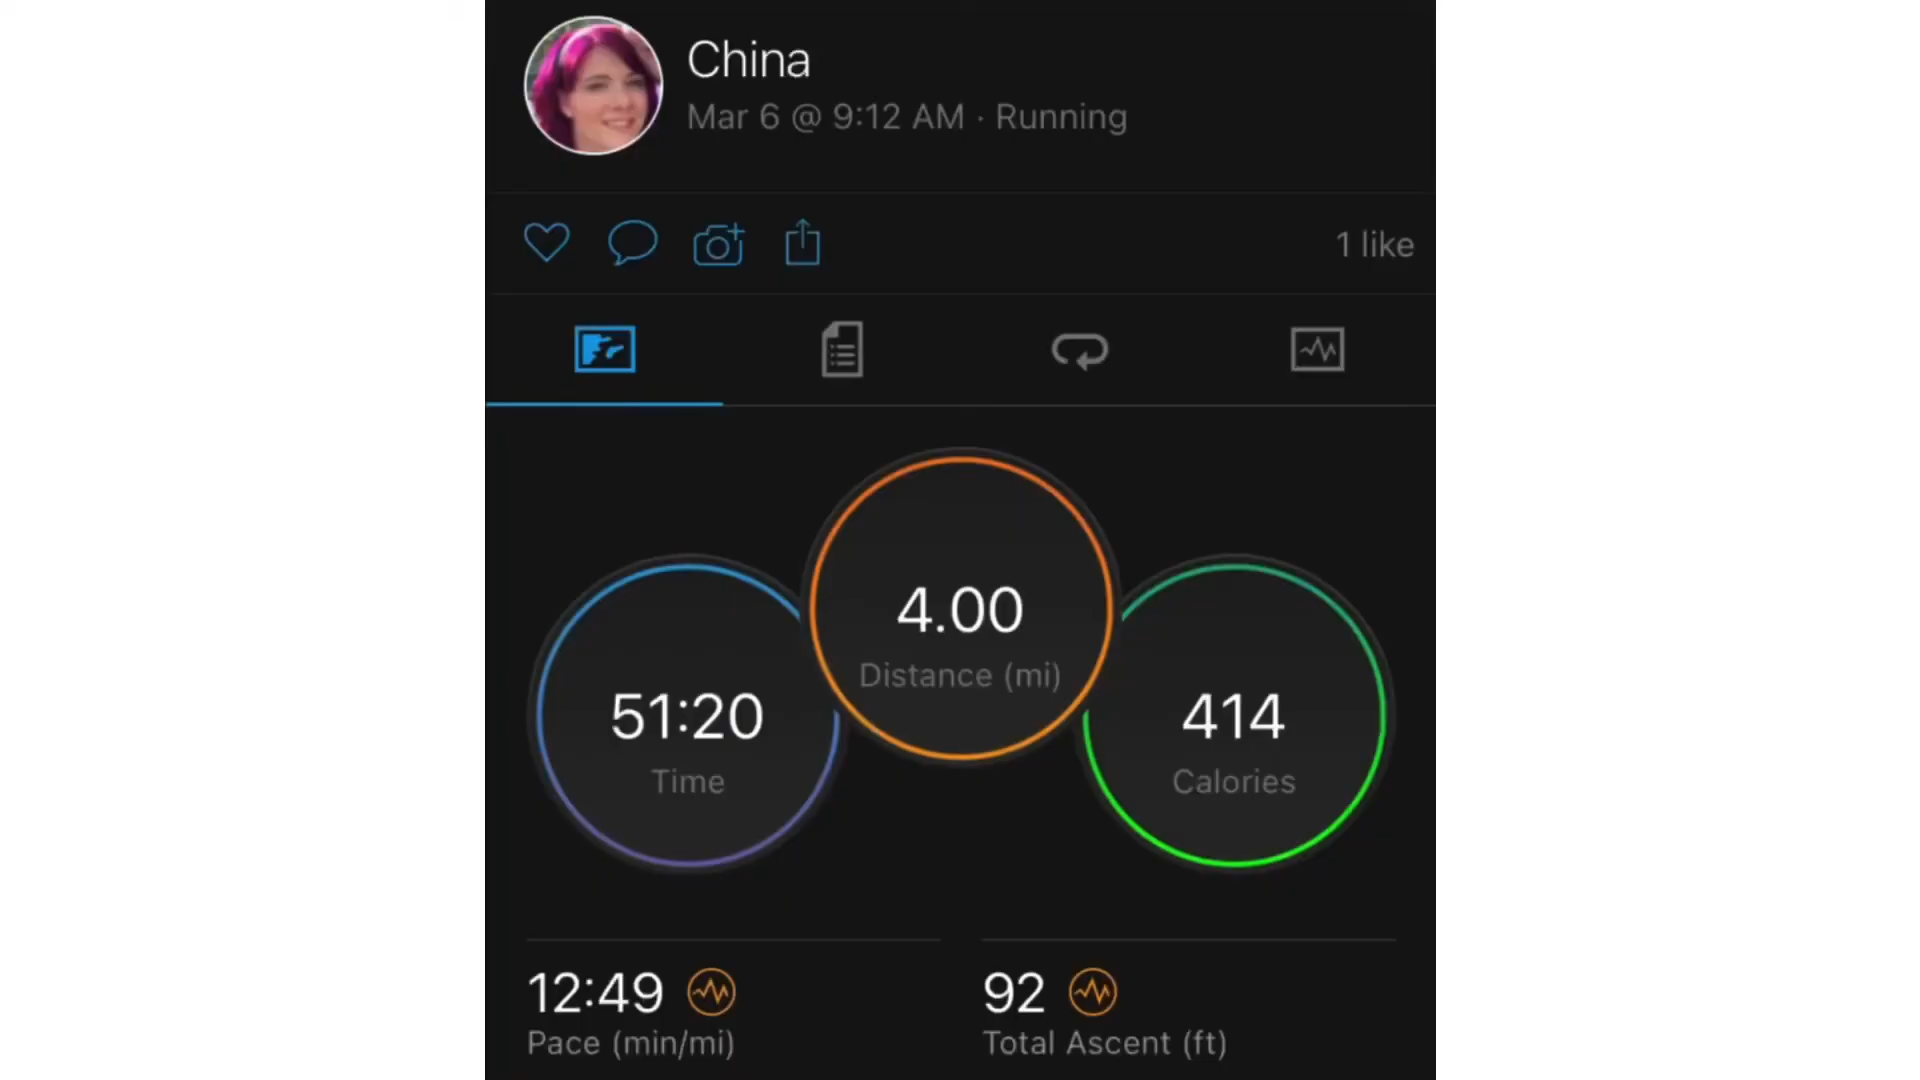 China
Mar 6 @ 9:12 AM · Running
1 like
4.00
Distance (mi)
51:20
Time
414
Calories
12:49
Pace (min/mi)
92
Total Ascent (ft)